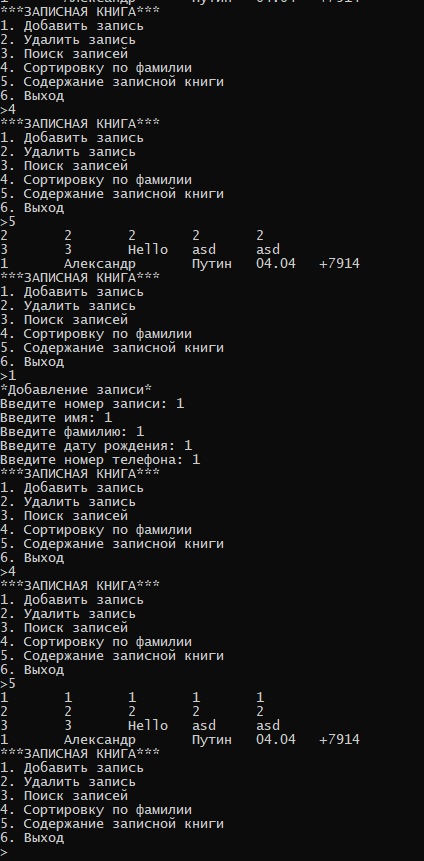 1 Александр Путин 04.04 +7914
***ЗАПИСНАЯ КНИГА***
1. Добавить запись
2. Удалить запись
3. Поиск записей
4. Сортировку по фамилии
5. Содержание записной книги
6. Выход
>4
***ЗАПИСНАЯ КНИГА***
1. Добавить запись
2. Удалить запись
3. Поиск записей
4. Сортировку по фамилии
5. Содержание записной книги
6. Выход
>5
2 2 2 2 2
3 3 Hello asd asd
1 Александр Путин 04.04 +7914
***ЗАПИСНАЯ КНИГА***
1. Добавить запись
2. Удалить запись
3. Поиск записей
4. Сортировку по фамилии
5. Содержание записной книги
6. Выход
>1
*Добавление записи*
Введите номер записи: 1
Введите имя: 1
Введите фамилию: 1
Введите дату рождения: 1
Введите номер телефона: 1
***ЗАПИСНАЯ КНИГА***
1. Добавить запись
2. Удалить запись
3. Поиск записей
4. Сортировку по фамилии
5. Содержание записной книги
6. Выход
>4
***ЗАПИСНАЯ КНИГА***
1. Добавить запись
2. Удалить запись
3. Поиск записей
4. Сортировку по фамилии
5. Содержание записной книги
6. Выход
>5
1 1 1 1 1
2 2 2 2 2
3 3 Hello asd asd
1 Александр Путин 04.04 +7914
***ЗАПИСНАЯ КНИГА***
1. Добавить запись
2. Удалить запись
3. Поиск записей
4. Сортировку по фамилии
5. Содержание записной книги
6. Выход
>